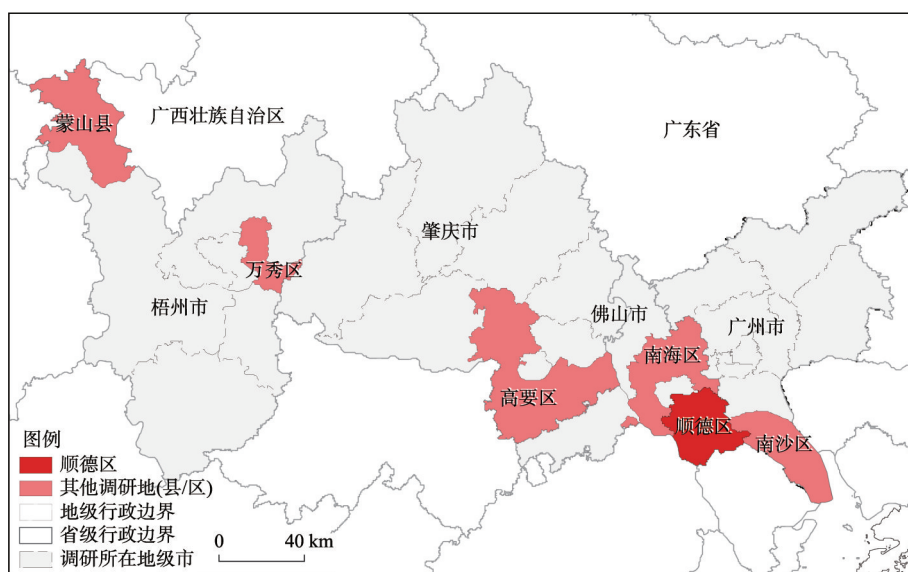 广西壮族自治区
广东省
蒙山县
肇庆市
万秀区
梧州市
佛山市
广州市
南海区
高要区
顺德区
南沙区
图例
顺德区
其他调研地(县/区)
地级行政边界
省级行政边界
调研所在地级市
0 40 km